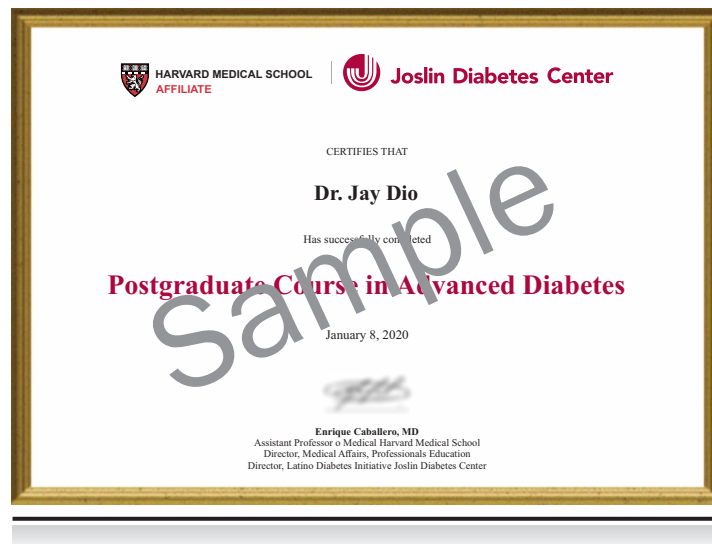 HARVARD MEDICAL SCHOOL
AFFILIATE
Joslin Diabetes Center
CERTIFIES THAT
Dr. Jay Dio
Has successfully completed
Postgraduate Course in Advanced Diabetes
Sample
January 8, 2020
Enrique Caballero, MD
Assistant Professor o Medical Harvard Medical School
Director, Medical Affairs, Professionals Education
Director, Latino Diabetes Initiative Joslin Diabetes Center